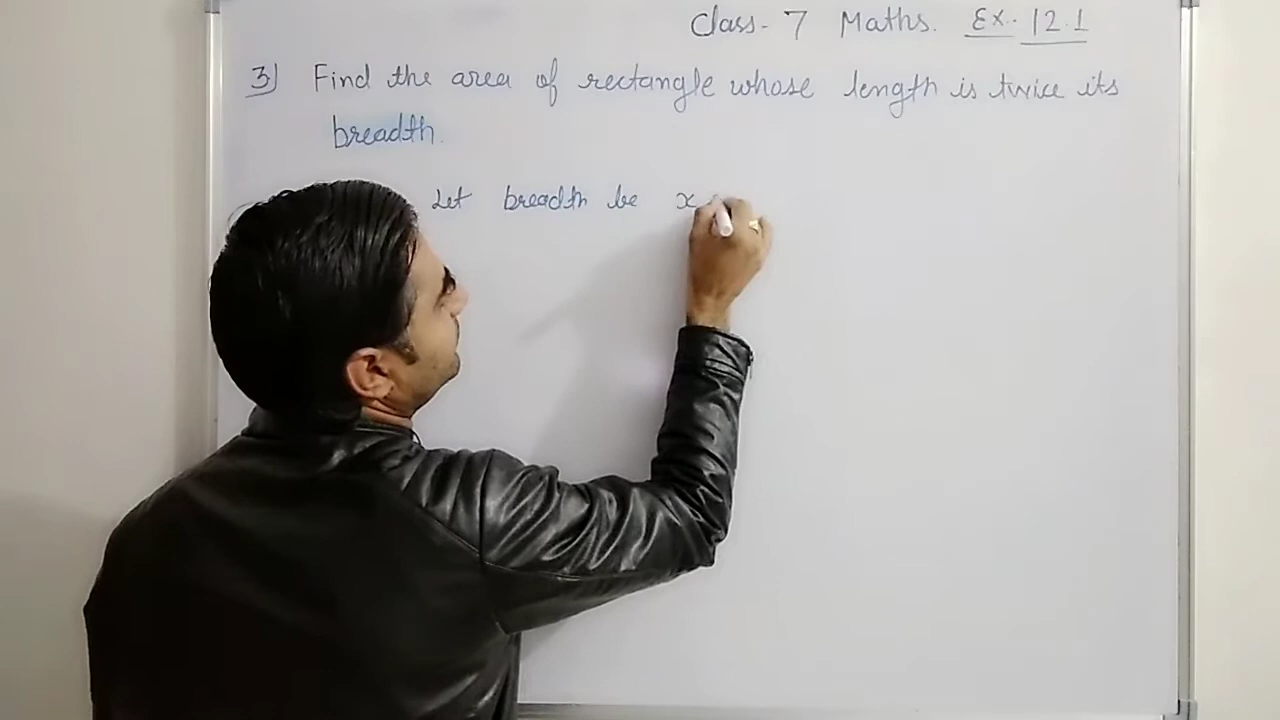 Class- 7 Maths. Ex. 12.1
3) Find the area of rectangle whose length is twice its
breadth.
Let breadth be x